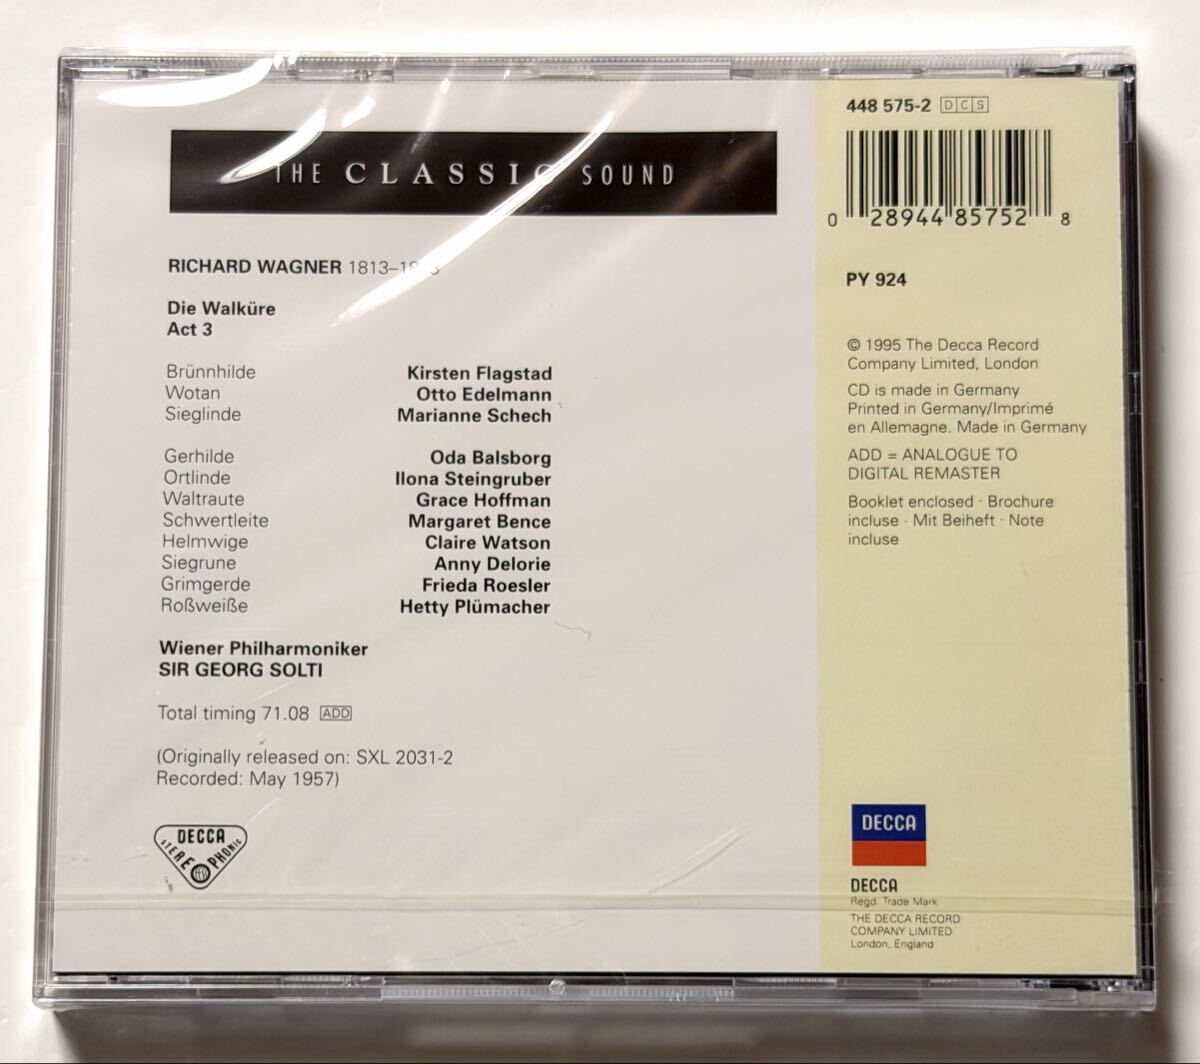 THE CLASSIC SOUND
RICHARD WAGNER 1813–1883
Die Walküre
Act 3
Brünnhilde Kirsten Flagstad
Wotan Otto Edelmann
Sieglinde Marianne Schech
Gerhilde Oda Balsborg
Ortlinde Ilona Steingruber
Waltraute Grace Hoffman
Schwertleite Margaret Bence
Helmwige Claire Watson
Siegrune Anny Delorie
Grimgerde Frieda Roesler
Roßweiße Hetty Plümacher
Wiener Philharmoniker
SIR GEORG SOLTI
Total timing 71.08 ADD
(Originally released on: SXL 2031-2
Recorded: May 1957)
DECCA
STEREOPHONIC
448 575-2 DCS
0 28944 85752 8
PY 924
© 1995 The Decca Record
Company Limited, London
CD is made in Germany
Printed in Germany/Imprimé
en Allemagne. Made in Germany
ADD = ANALOGUE TO
DIGITAL REMASTER
Booklet enclosed · Brochure
incluse · Mit Beiheft · Note
incluse
DECCA
DECCA
Regd. Trade Mark
THE DECCA RECORD
COMPANY LIMITED
London, England